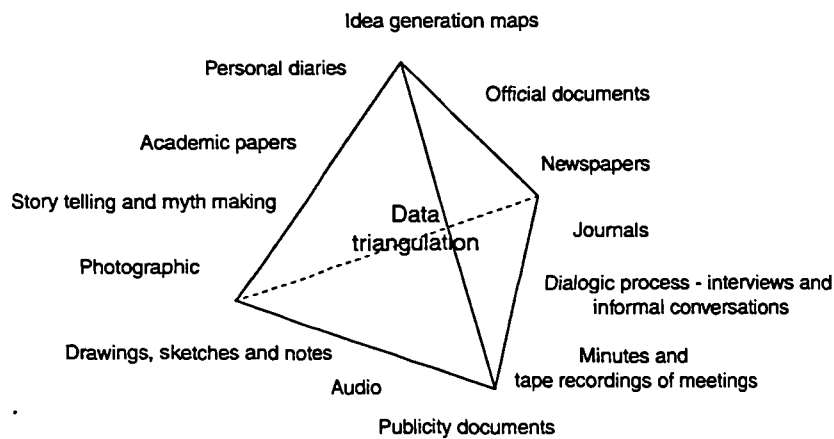 Idea generation maps
Personal diaries
Official documents
Academic papers
Newspapers
Story telling and myth making
Data
triangulation
Journals
Photographic
Dialogic process - interviews and
informal conversations
Drawings, sketches and notes
Minutes and
tape recordings of meetings
Audio
Publicity documents